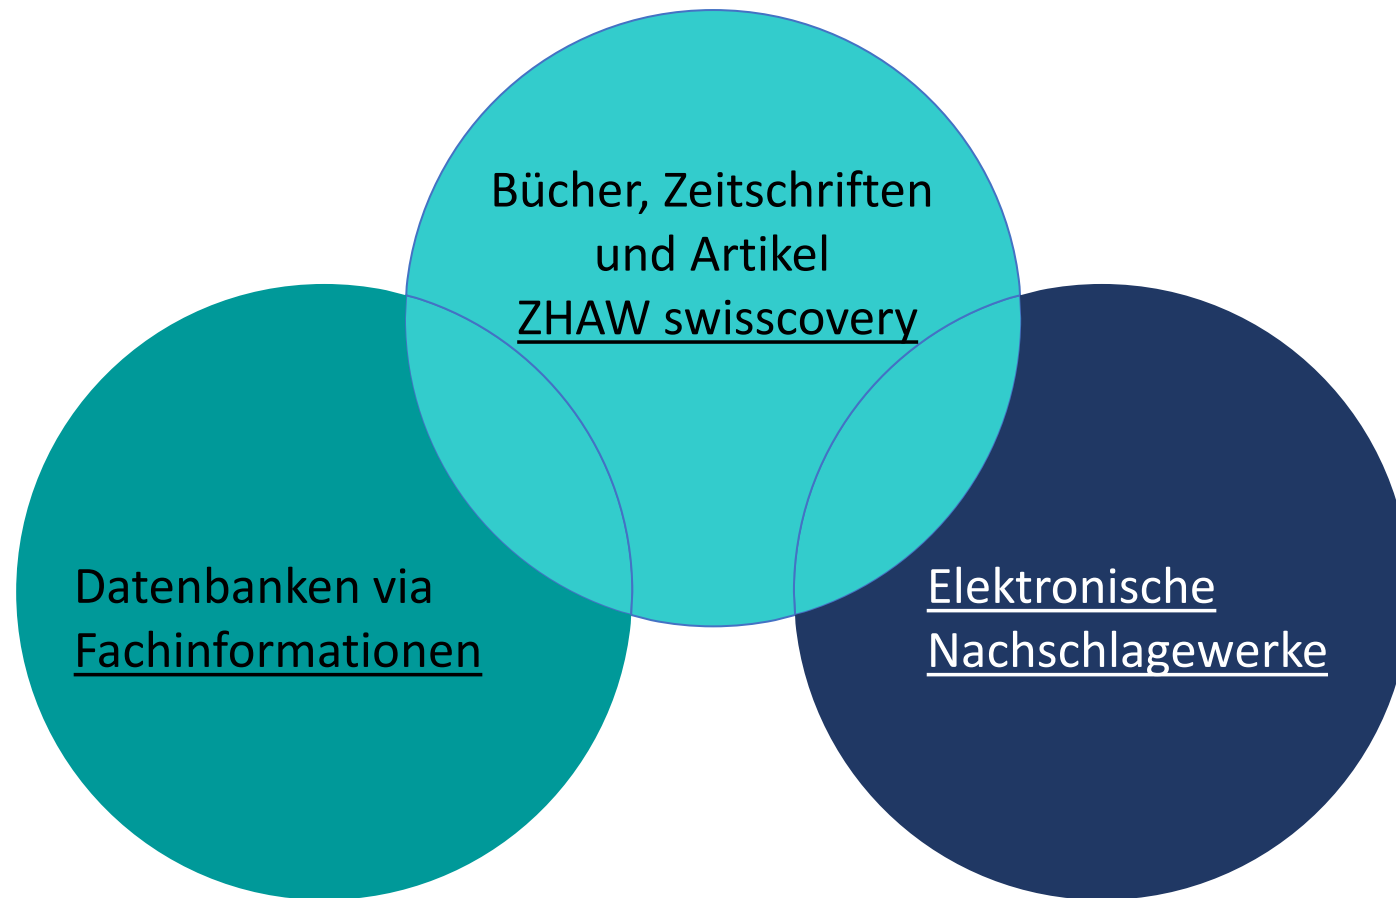 Bücher, Zeitschriften
und Artikel
ZHAW swisscovery
Datenbanken via
Fachinformationen
Elektronische
Nachschlagewerke